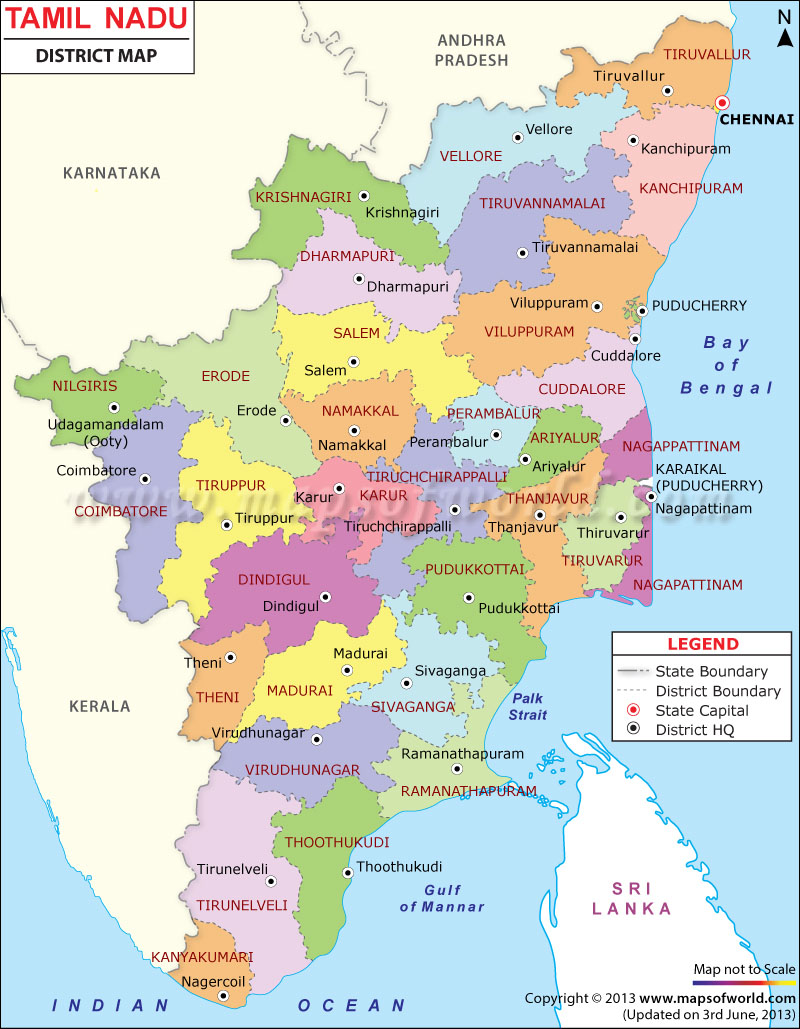 TAMIL NADU
DISTRICT MAP
N
ANDHRA
PRADESH
TIRUVALLUR
Tiruvallur
CHENNAI
Vellore
VELLORE
Kanchipuram
KANCHIPURAM
KARNATAKA
KRISHNAGIRI
Krishnagiri
TIRUVANNAMALAI
Tiruvannamalai
DHARMAPURI
Dharmapuri
Viluppuram
PUDUCHERRY
VILUPPURAM
SALEM
Salem
Cuddalore
CUDDALORE
Bay
of
Bengal
NILGIRIS
ERODE
Udagamandalam
(Ooty)
Erode
NAMAKKAL
Namakkal
PERAMBALUR
Perambalur
ARIYALUR
Ariyalur
NAGAPPATTINAM
Coimbatore
COIMBATORE
TIRUPPUR
Tiruppur
Karur
KARUR
TIRUCHCHIRAPPALLI
Tiruchchirappalli
THANJAVUR
Thanjavur
KARAIKAL
(PUDUCHERRY)
Nagapattinam
Thiruvarur
TIRUVARUR
NAGAPATTINAM
www.mapsofworld.com
DINDIGUL
Dindigul
PUDUKKOTTAI
Pudukkottai
Theni
THENI
Madurai
MADURAI
Sivaganga
SIVAGANGA
Palk
Strait
KERALA
Virudhunagar
VIRUDHUNAGAR
Ramanathapuram
RAMANATHAPURAM
LEGEND
State Boundary
District Boundary
State Capital
District HQ
THOOTHUKUDI
Thoothukudi
Tirunelveli
TIRUNELVELI
Gulf
of Mannar
SRI
LANKA
KANYAKUMARI
Nagercoil
INDIAN OCEAN
Map not to Scale
Copyright © 2013 www.mapsofworld.com
(Updated on 3rd June, 2013)